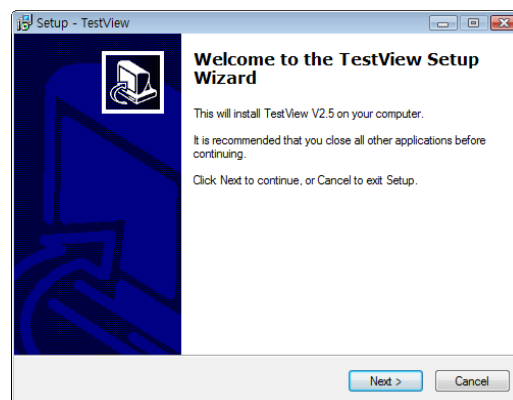 Setup - TestView
Welcome to the TestView Setup
Wizard
This will install TestView V2.5 on your computer.
It is recommended that you close all other applications before
continuing.
Click Next to continue, or Cancel to exit Setup.
Next >
Cancel